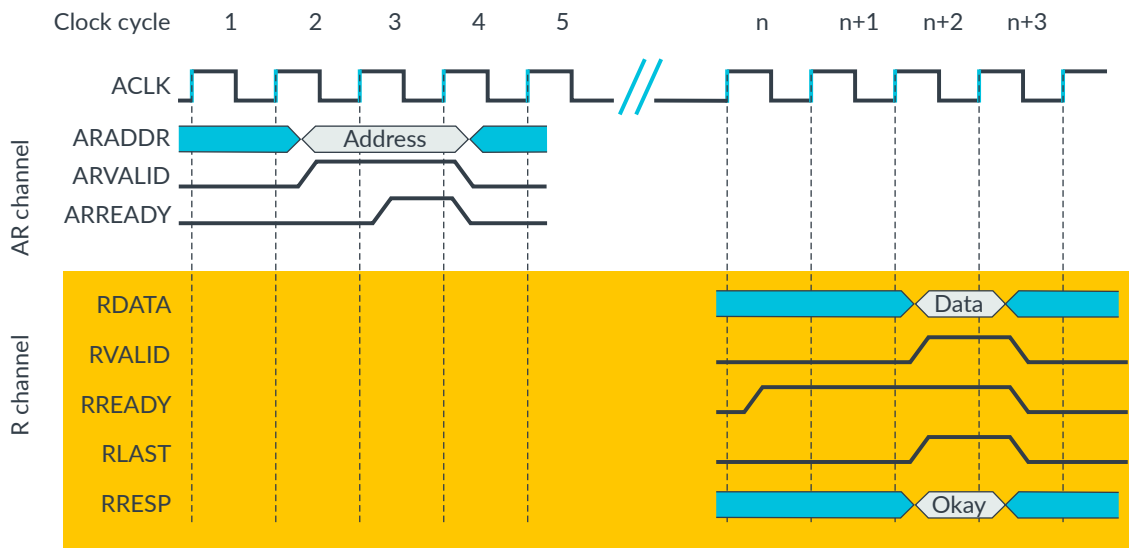 Clock cycle 1 2 3 4 5 n n+1 n+2 n+3
ACLK
AR channel
ARADDR Address
ARVALID
ARREADY
R channel
RDATA Data
RVALID
RREADY
RLAST
RRESP Okay